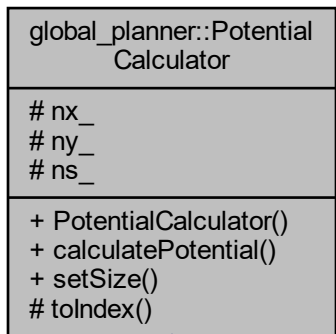 global_planner::Potential
Calculator
# nx_
# ny_
# ns_
+ PotentialCalculator()
+ calculatePotential()
+ setSize()
# toIndex()